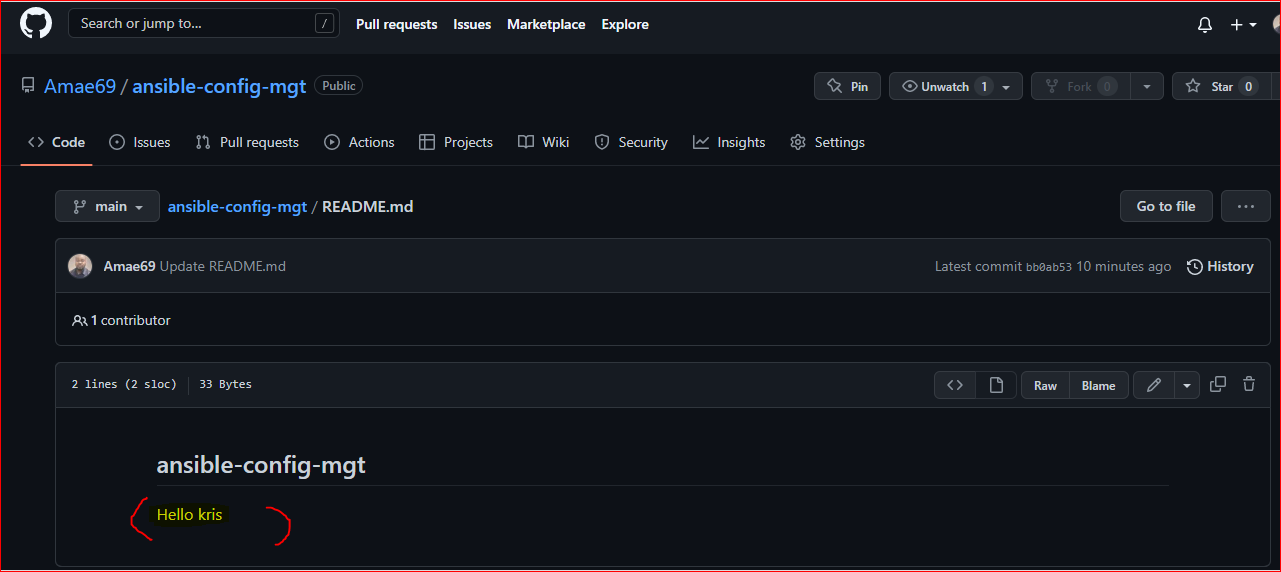 Search or jump to... /
Pull requests Issues Marketplace Explore
Amae69 / ansible-config-mgt Public
Pin Unwatch 1 Fork 0 Star 0
Code Issues Pull requests Actions Projects Wiki Security Insights Settings
main ansible-config-mgt / README.md Go to file ...
Amae69 Update README.md Latest commit bb0ab53 10 minutes ago History
1 contributor
2 lines (2 sloc) 33 Bytes Raw Blame
ansible-config-mgt
Hello kris